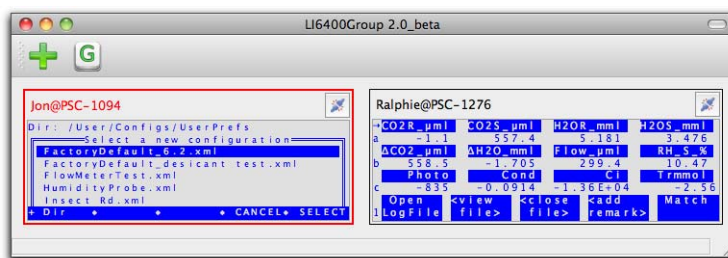 LI6400Group 2.0_beta
G
Jon@PSC-1094
Dir: /User/Configs/UserPrefs
Select a new configuration
FactoryDefault_6.2.xml
FactoryDefault_desicant test.xml
FlowMeterTest.xml
HumidityProbe.xml
Insect Rd.xml
+ Dir CANCEL SELECT
Ralphie@PSC-1276
→CO2R_µml CO2S_µml H2OR_mml H2OS_mml
a -1.1 557.4 5.181 3.476
ΔCO2_µml ΔH2O_mml Flow_µml RH_S_%
b 558.5 -1.705 299.4 10.47
Photo Cond Ci Trmmol
c -835 -0.0914 -1.36E+04 -2.56
Open <view <close <add Match
1 LogFile file> file> remark>